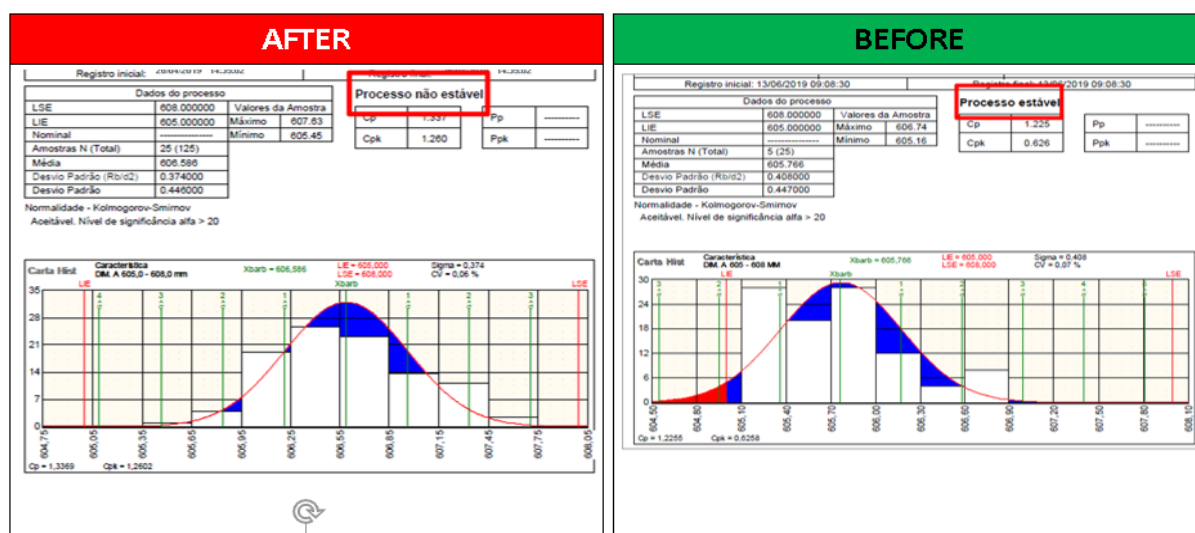 AFTER
Registro inicial:
Processo não estável
Dados do processo
LSE 608.000000 Valores da Amostra
LIE 605.000000 Máximo 607.63
Nominal --------------- Mínimo 605.45
Amostras N (Total) 25 (125)
Média 606.586
Desvio Padrão (Rb/d2) 0.374000
Desvio Padrão 0.446000
Cp 1.337 Pp ----------
Cpk 1.260 Ppk ----------
Normalidade - Kolmogorov-Smirnov
Aceitável. Nível de significância alfa > 20
Carta Hist Característica
DIM. A 605,0 - 608,0 mm
Xbarb = 606,586
LIE = 605,000
LSE = 608,000
Sigma = 0,374
CV = 0,06 %
LIE Xbarb LSE
35
28
21
14
7
0
604,75 605,05 605,35 605,65 605,95 606,25 606,55 606,85 607,15 607,45 607,75 608,05
Cp = 1,3369 Cpk = 1,2602
BEFORE
Registro inicial: 13/06/2019 09:08:30 Registro final: 13/06/2019 09:08:30
Processo estável
Dados do processo
LSE 608.000000 Valores da Amostra
LIE 605.000000 Máximo 606.74
Nominal --------------- Mínimo 605.16
Amostras N (Total) 5 (25)
Média 605.766
Desvio Padrão (Rb/d2) 0.408000
Desvio Padrão 0.447000
Cp 1.225 Pp ----------
Cpk 0.626 Ppk ----------
Normalidade - Kolmogorov-Smirnov
Aceitável. Nível de significância alfa > 20
Carta Hist Característica
DIM. A 605 - 608 MM
Xbarb = 605,766
LIE = 605,000
LSE = 608,000
Sigma = 0,408
CV = 0,07 %
LIE Xbarb LSE
30
24
18
12
6
0
604,50 604,80 605,10 605,40 605,70 606,00 606,30 606,60 606,90 607,20 607,50 607,80 608,10
Cp = 1,2255 Cpk = 0,6258